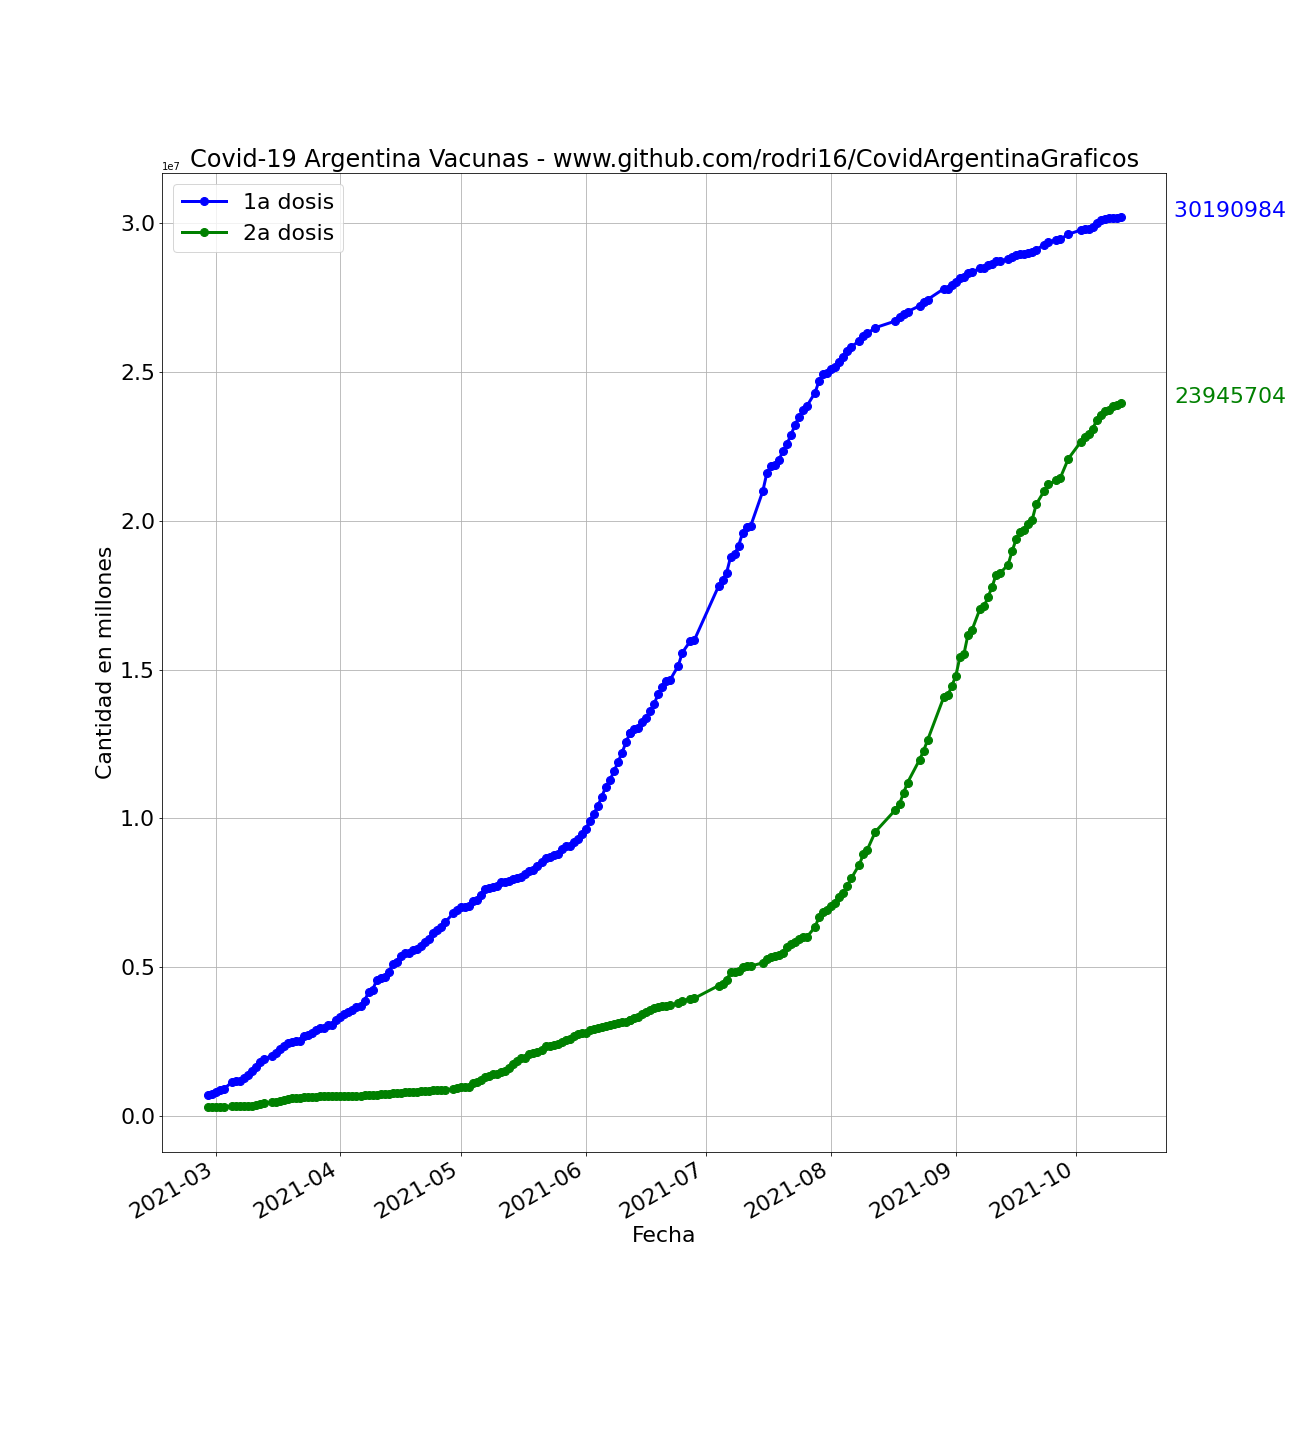 Covid-19 Argentina Vacunas - www.github.com/rodri16/CovidArgentinaGraficos
1e7
1a dosis
2a dosis
30190984
23945704
3.0
2.5
2.0
1.5
1.0
0.5
0.0
Cantidad en millones
2021-03
2021-04
2021-05
2021-06
2021-07
2021-08
2021-09
2021-10
Fecha